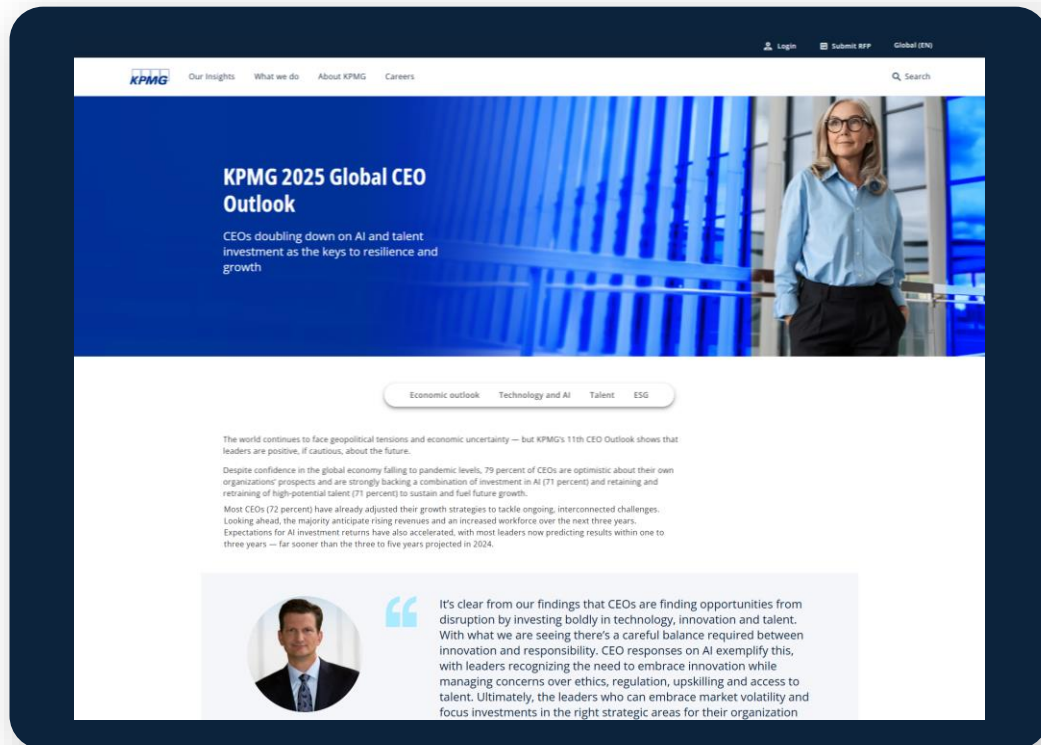 Login Submit RFP Global (EN)
KPMG Our Insights What we do About KPMG Careers Search
KPMG 2025 Global CEO
Outlook
CEOs doubling down on AI and talent
investment as the keys to resilience and
growth
Economic outlook Technology and AI Talent ESG
The world continues to face geopolitical tensions and economic uncertainty — but KPMG's 11th CEO Outlook shows that
leaders are positive, if cautious, about the future.
Despite confidence in the global economy falling to pandemic levels, 79 percent of CEOs are optimistic about their own
organizations' prospects and are strongly backing a combination of investment in AI (71 percent) and retaining and
retraining of high-potential talent (71 percent) to sustain and fuel future growth.
Most CEOs (72 percent) have already adjusted their growth strategies to tackle ongoing, interconnected challenges.
Looking ahead, the majority anticipate rising revenues and an increased workforce over the next three years.
Expectations for AI investment returns have also accelerated, with most leaders now predicting results within one to
three years — far sooner than the three to five years projected in 2024.
It's clear from our findings that CEOs are finding opportunities from
disruption by investing boldly in technology, innovation and talent.
With what we are seeing there's a careful balance required between
innovation and responsibility. CEO responses on AI exemplify this,
with leaders recognizing the need to embrace innovation while
managing concerns over ethics, regulation, upskilling and access to
talent. Ultimately, the leaders who can embrace market volatility and
focus investments in the right strategic areas for their organization